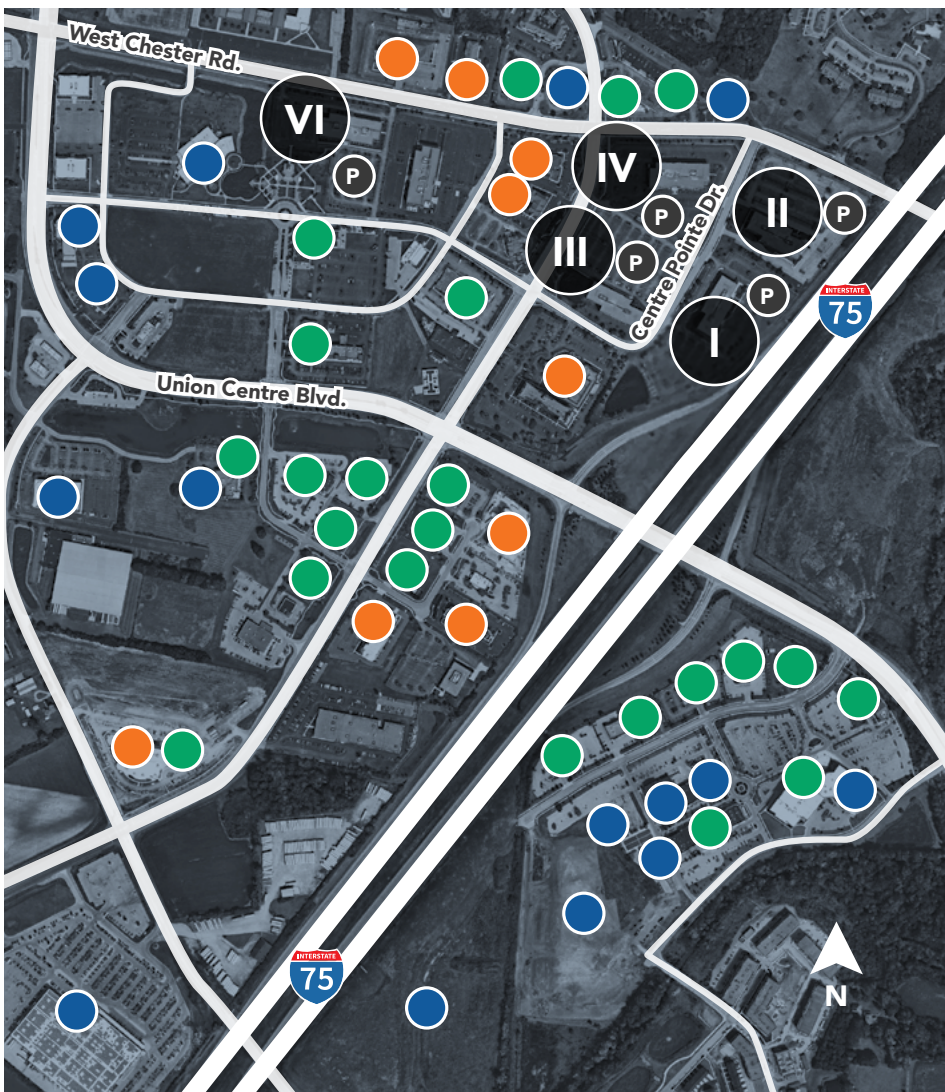 West Chester Rd.
VI
P
IV
P
II
P
III
P
Centre Pointe Dr.
P
I
INTERSTATE
75
Union Centre Blvd.
INTERSTATE
75
N